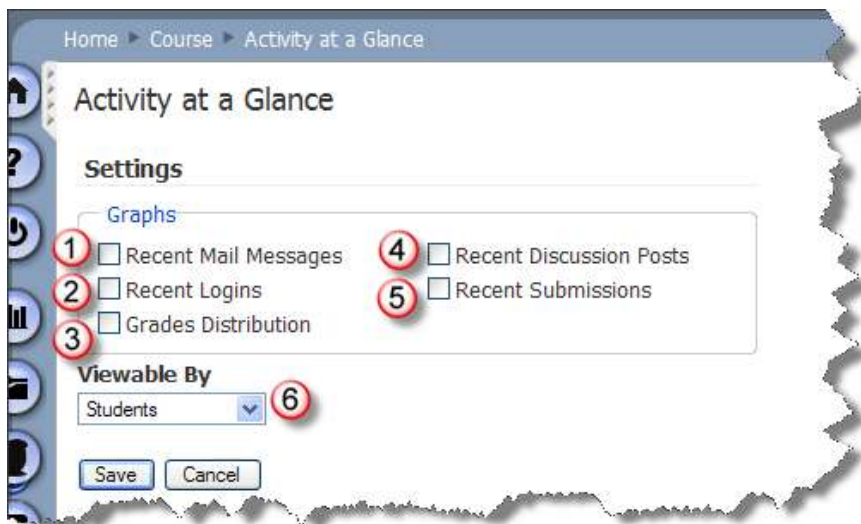 Home ▸ Course ▸ Activity at a Glance
Activity at a Glance
Settings
Graphs
1 Recent Mail Messages
2 Recent Logins
3 Grades Distribution
4 Recent Discussion Posts
5 Recent Submissions
Viewable By
Students 6
Save Cancel